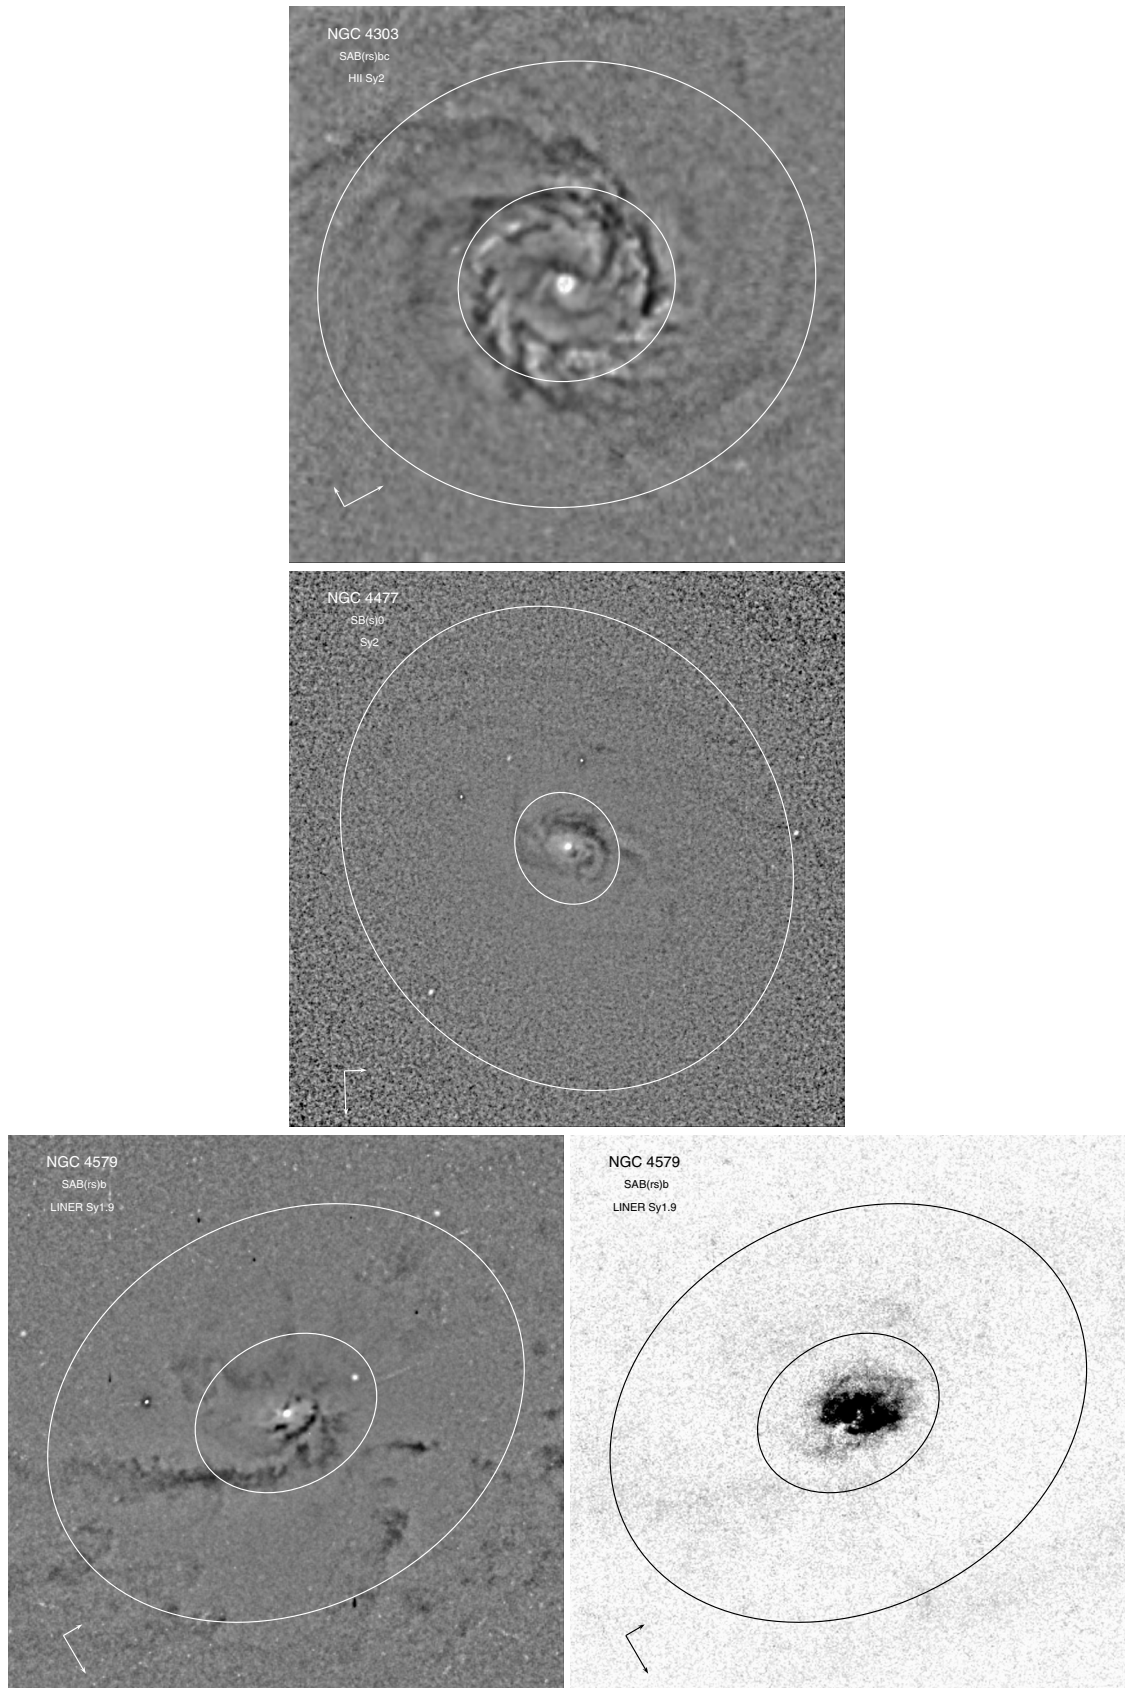 NGC 4303
SAB(rs)bc
HII Sy2
NGC 4477
SB(s)0
Sy2
NGC 4579
SAB(rs)b
LINER Sy1.9
NGC 4579
SAB(rs)b
LINER Sy1.9